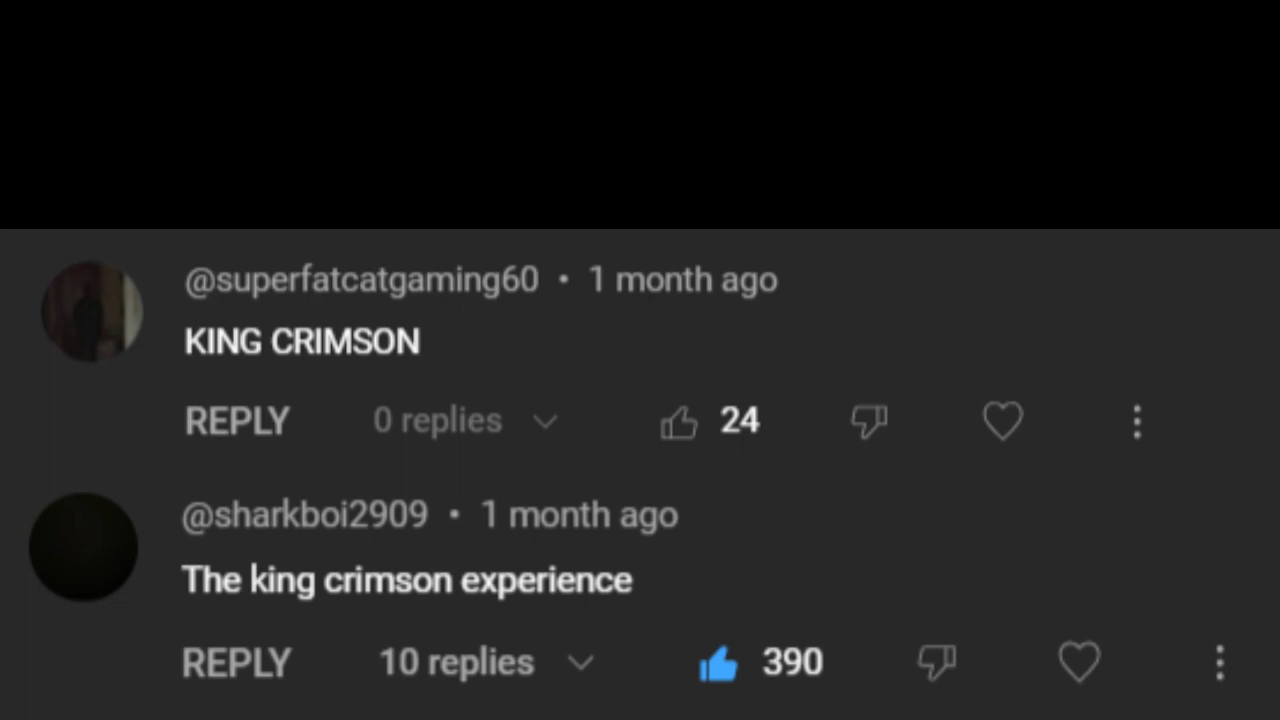 @superfatcatgaming60 • 1 month ago
KING CRIMSON
REPLY 0 replies 24
@sharkboi2909 • 1 month ago
The king crimson experience
REPLY 10 replies 390